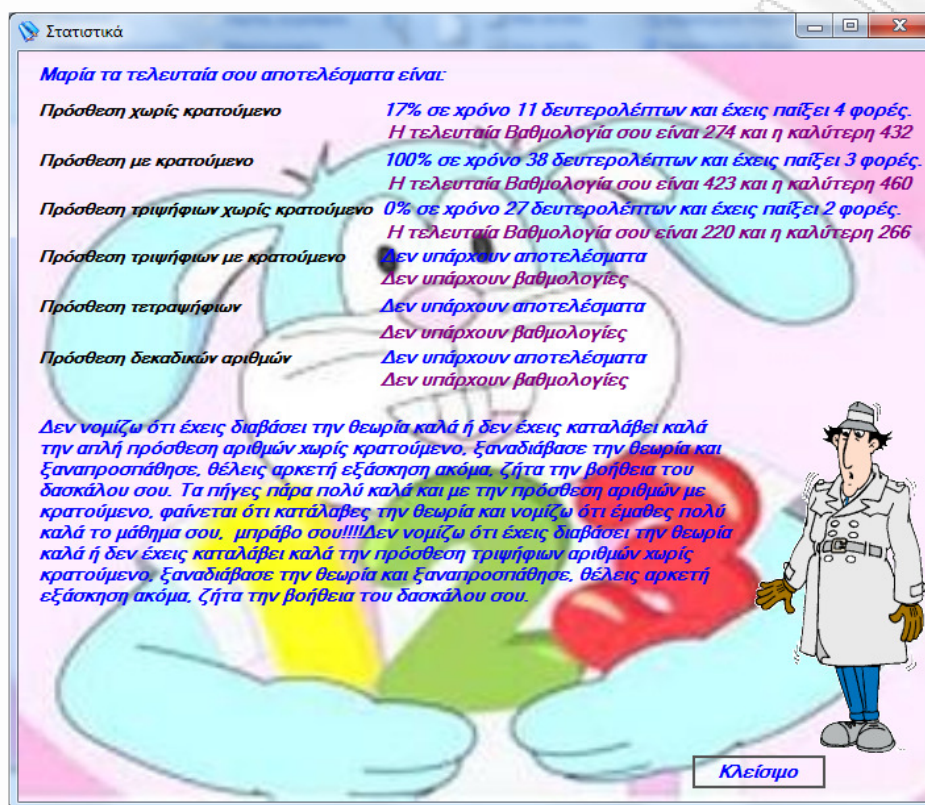 Στατιστικά
Μαρία τα τελευταία σου αποτελέσματα είναι:
Πρόσθεση χωρίς κρατούμενο 17% σε χρόνο 11 δευτερολέπτων και έχεις παίξει 4 φορές.
Η τελευταία Βαθμολογία σου είναι 274 και η καλύτερη 432
Πρόσθεση με κρατούμενο 100% σε χρόνο 38 δευτερολέπτων και έχεις παίξει 3 φορές.
Η τελευταία Βαθμολογία σου είναι 423 και η καλύτερη 460
Πρόσθεση τριψήφιων χωρίς κρατούμενο 0% σε χρόνο 27 δευτερολέπτων και έχεις παίξει 2 φορές.
Η τελευταία Βαθμολογία σου είναι 220 και η καλύτερη 266
Πρόσθεση τριψήφιων με κρατούμενο Δεν υπάρχουν αποτελέσματα
Δεν υπάρχουν βαθμολογίες
Πρόσθεση τετραψήφιων Δεν υπάρχουν αποτελέσματα
Δεν υπάρχουν βαθμολογίες
Πρόσθεση δεκαδικών αριθμών Δεν υπάρχουν αποτελέσματα
Δεν υπάρχουν βαθμολογίες
Δεν νομίζω ότι έχεις διαβάσει την θεωρία καλά ή δεν έχεις καταλάβει καλά
την απλή πρόσθεση αριθμών χωρίς κρατούμενο, ξαναδιάβασε την θεωρία και
ξαναπροσπάθησε, θέλεις αρκετή εξάσκηση ακόμα, ζήτα την βοήθεια του
δασκάλου σου. Τα πήγες πάρα πολύ καλά και με την πρόσθεση αριθμών με
κρατούμενο, φαίνεται ότι κατάλαβες την θεωρία και νομίζω ότι έμαθες πολύ
καλά το μάθημα σου, μπράβο σου!!!!Δεν νομίζω ότι έχεις διαβάσει την θεωρία
καλά ή δεν έχεις καταλάβει καλά την πρόσθεση τριψήφιων αριθμών χωρίς
κρατούμενο, ξαναδιάβασε την θεωρία και ξαναπροσπάθησε, θέλεις αρκετή
εξάσκηση ακόμα, ζήτα την βοήθεια του δασκάλου σου.
Κλείσιμο